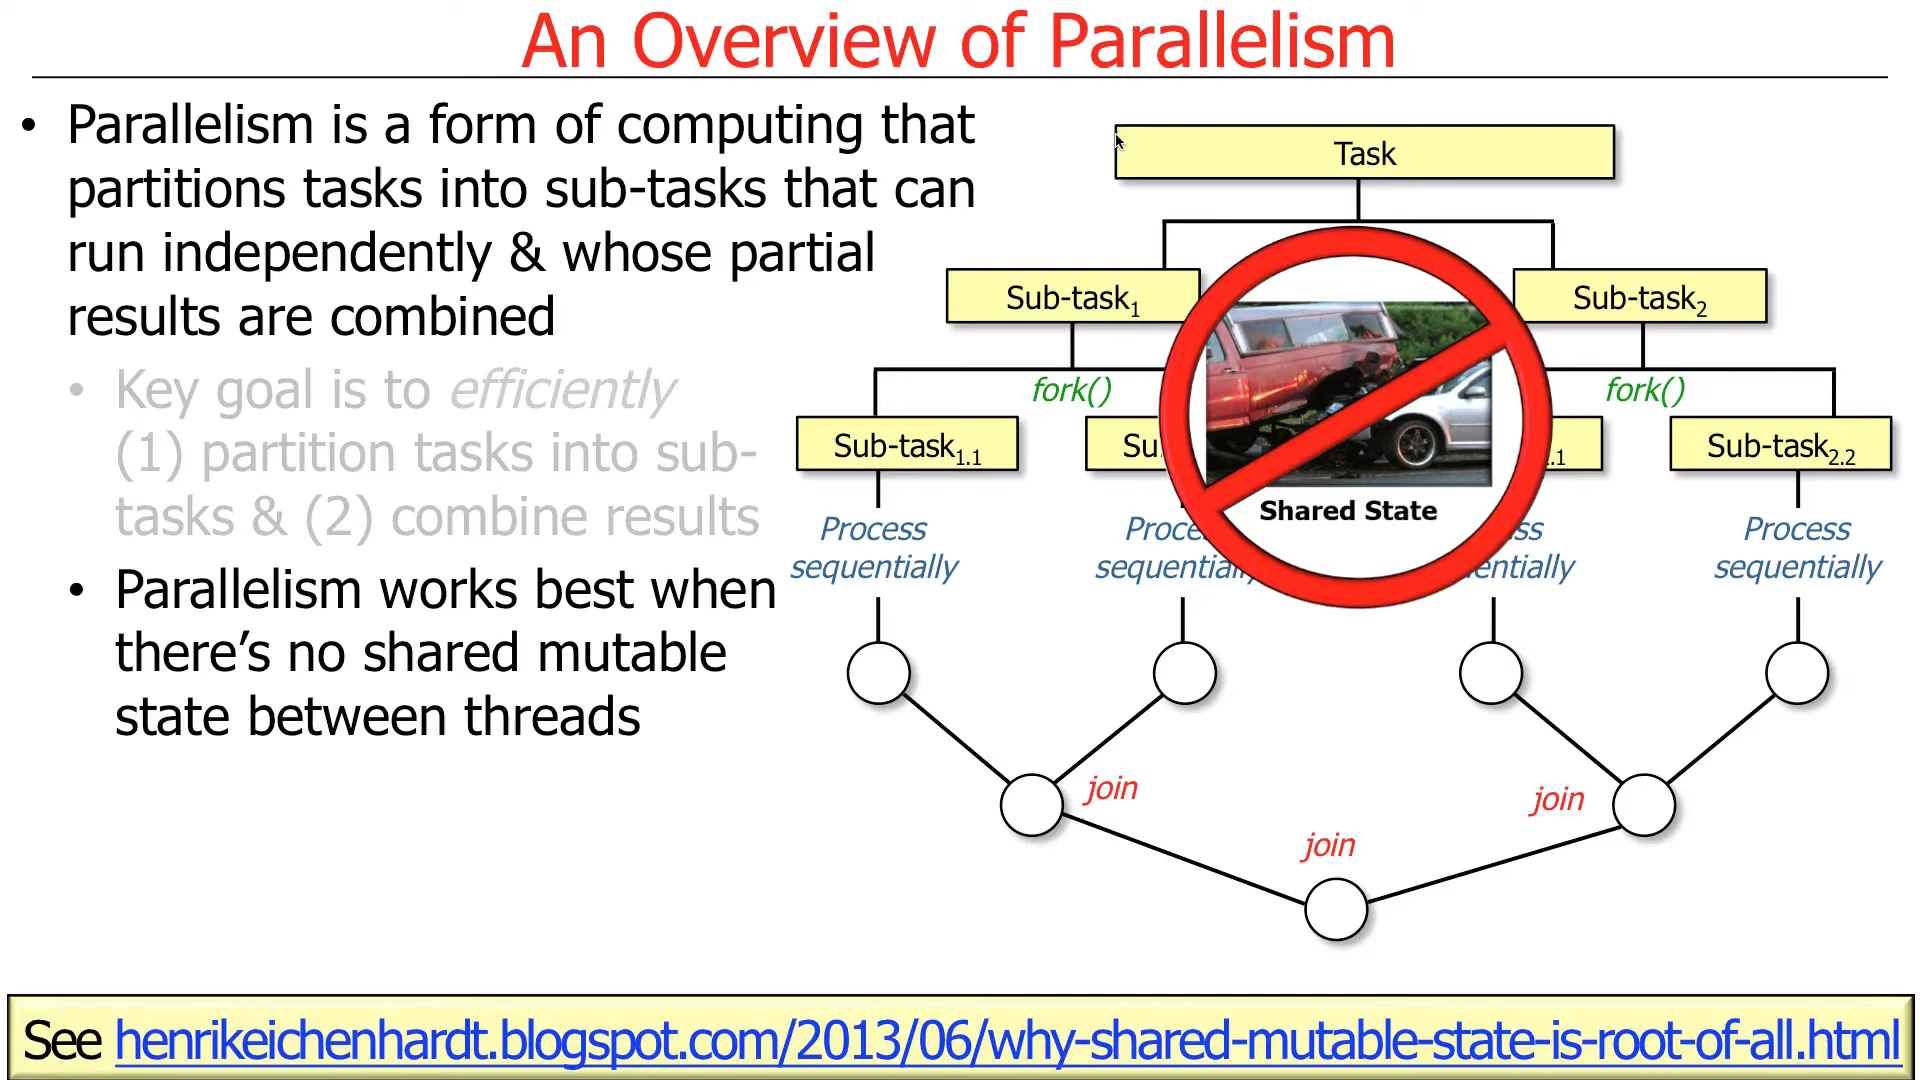 An Overview of Parallelism
• Parallelism is a form of computing that
partitions tasks into sub-tasks that can
run independently & whose partial
results are combined
• Key goal is to efficiently
(1) partition tasks into sub-
tasks & (2) combine results
• Parallelism works best when
there’s no shared mutable
state between threads
Task
Sub-task1
Sub-task2
fork()
fork()
Sub-task1.1
Sub-task2.2
Shared State
Process
sequentially
Process
sequentially
join
join
join
See henrikeichenhardt.blogspot.com/2013/06/why-shared-mutable-state-is-root-of-all.html